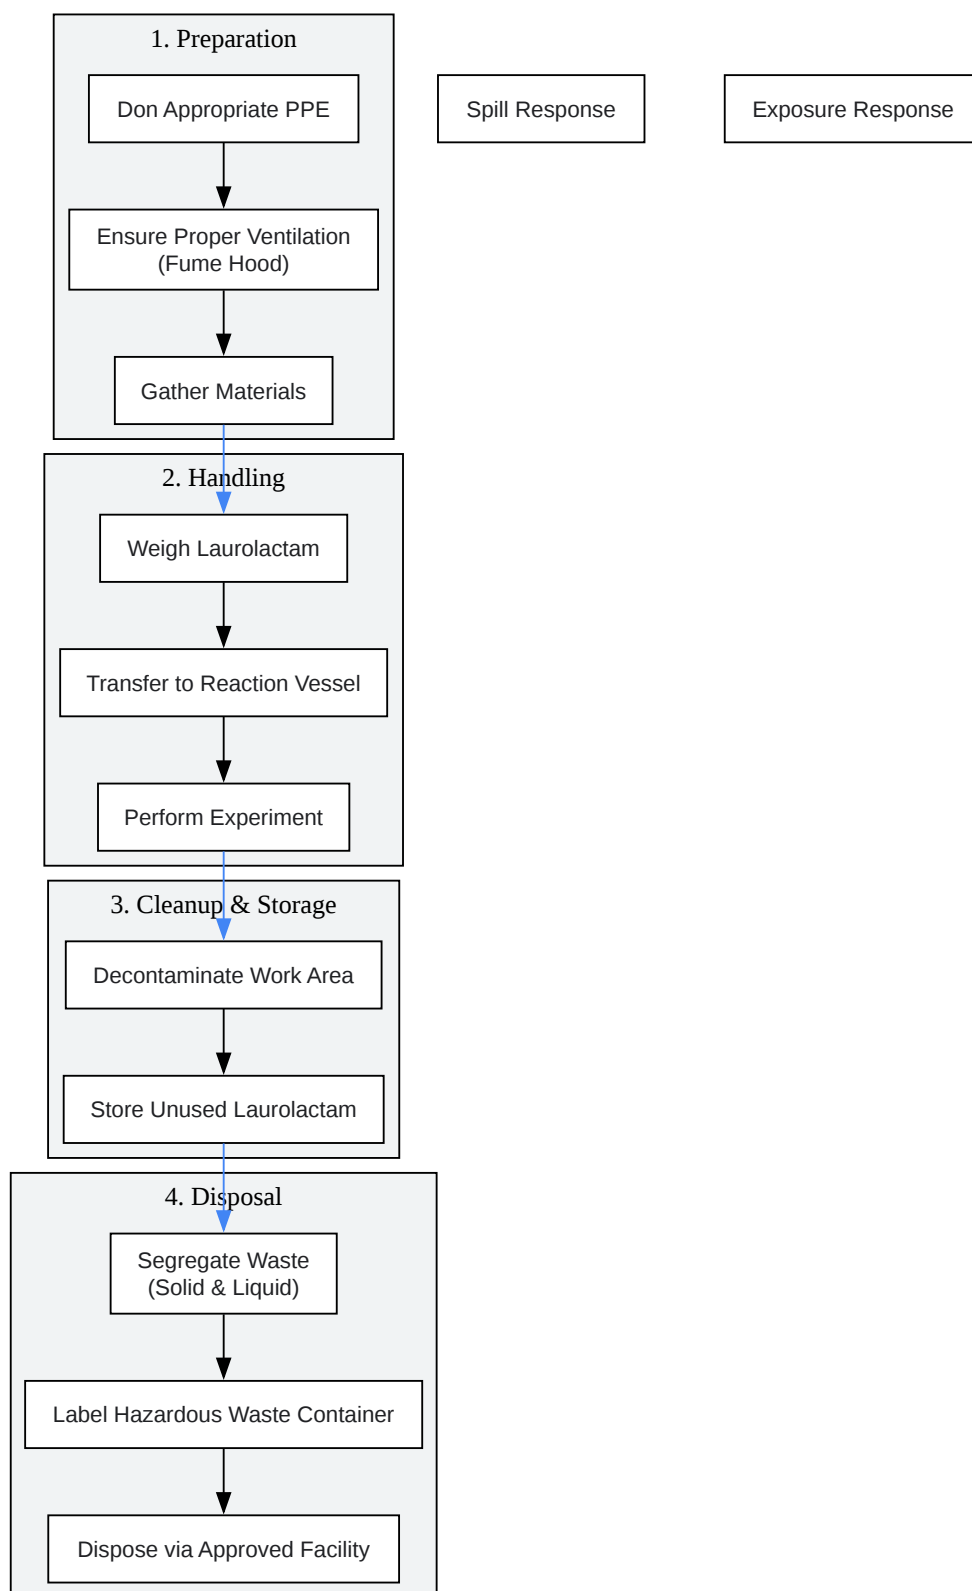 1. Preparation
Don Appropriate PPE
Spill Response
Exposure Response
Ensure Proper Ventilation
(Fume Hood)
Gather Materials
2. Handling
Weigh Laurolactam
Transfer to Reaction Vessel
Perform Experiment
3. Cleanup & Storage
Decontaminate Work Area
Store Unused Laurolactam
4. Disposal
Segregate Waste
(Solid & Liquid)
Label Hazardous Waste Container
Dispose via Approved Facility